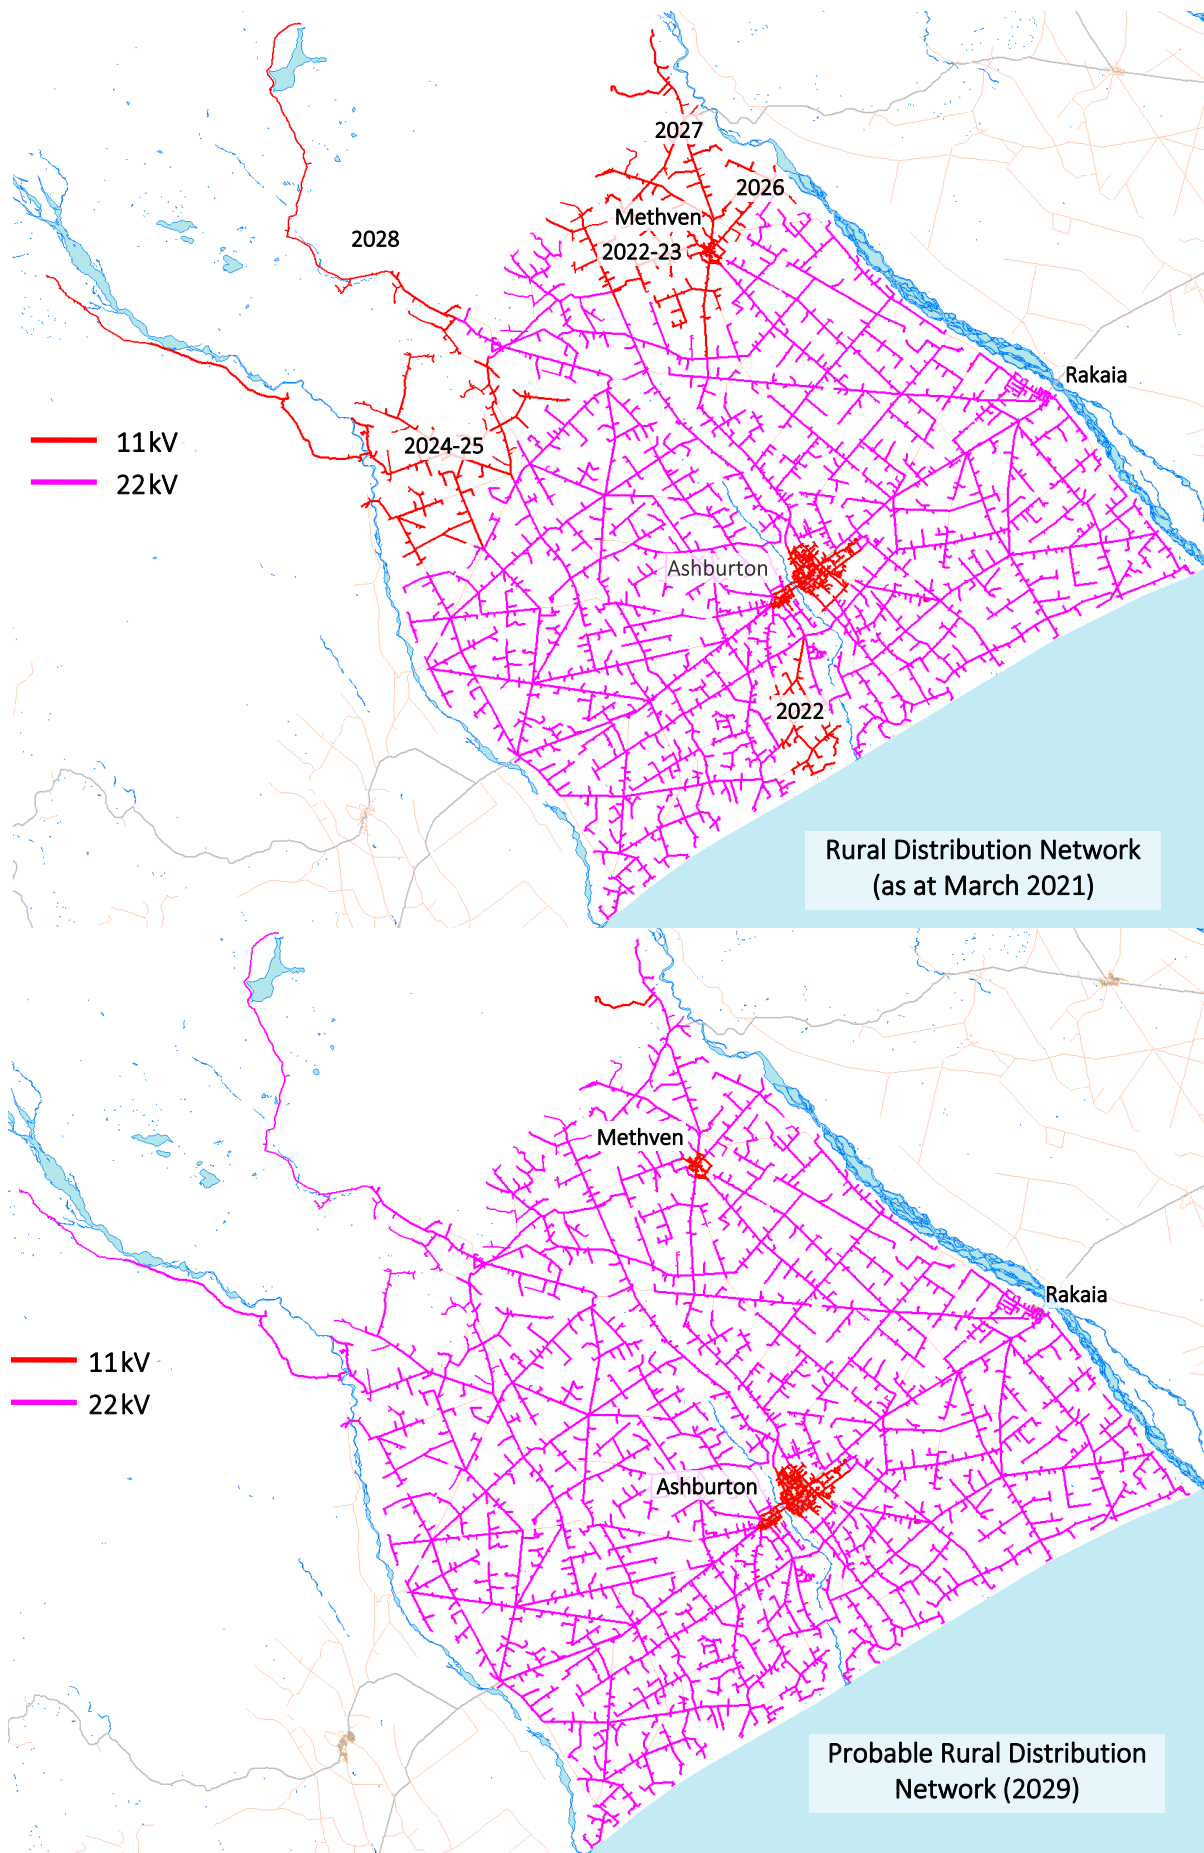 2027
2026
Methven
2028
2022-23
Rakaia
11kV
2024-25
22kV
Ashburton
2022
Rural Distribution Network
(as at March 2021)
Methven
Rakaia
11kV
22kV
Ashburton
Probable Rural Distribution
Network (2029)